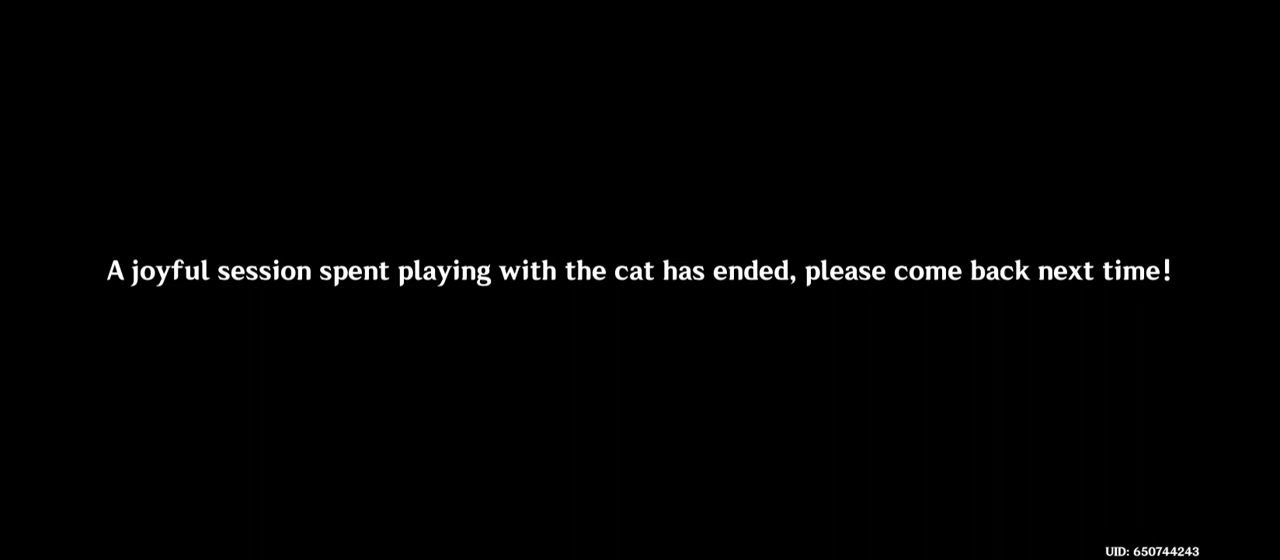 A joyful session spent playing with the cat has ended, please come back next time!
UID: 650744243